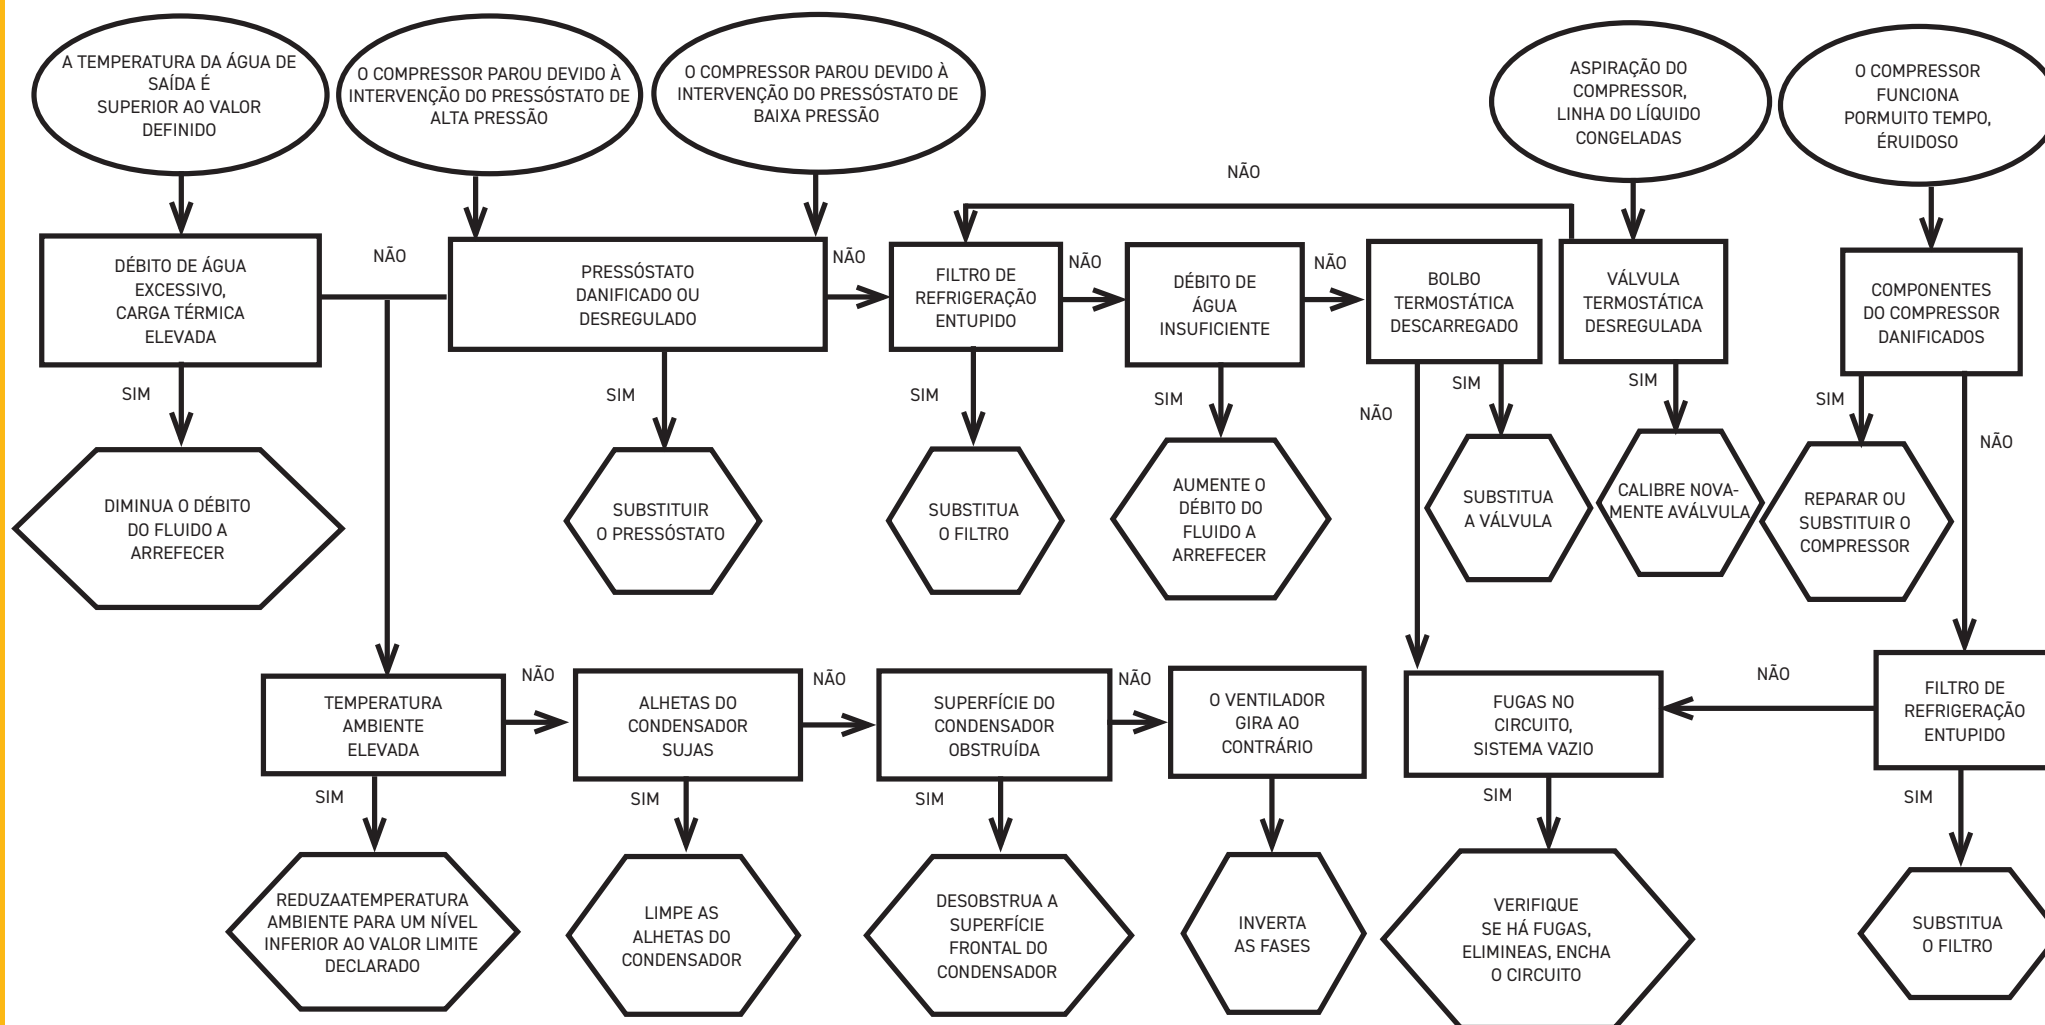 A TEMPERATURA DA ÁGUA DE
SAÍDA É
SUPERIOR AO VALOR
DEFINIDO
O COMPRESSOR PAROU DEVIDO À
INTERVENÇÃO DO PRESSÓSTATO DE
ALTA PRESSÃO
O COMPRESSOR PAROU DEVIDO À
INTERVENÇÃO DO PRESSÓSTATO DE
BAIXA PRESSÃO
ASPIRAÇÃO DO
COMPRESSOR,
LINHA DO LÍQUIDO
CONGELADAS
O COMPRESSOR
FUNCIONA
PORMUITO TEMPO,
ÉRUIDOSO
NÃO
DÉBITO DE ÁGUA
EXCESSIVO,
CARGA TÉRMICA
ELEVADA
NÃO
PRESSÓSTATO
DANIFICADO OU
DESREGULADO
NÃO
FILTRO DE
REFRIGERAÇÃO
ENTUPIDO
NÃO
DÉBITO DE
ÁGUA
INSUFICIENTE
NÃO
BOLBO
TERMOSTÁTICA
DESCARREGADO
VÁLVULA
TERMOSTÁTICA
DESREGULADA
COMPONENTES
DO COMPRESSOR
DANIFICADOS
SIM
SIM
SIM
SIM
NÃO
SIM
SIM
SIM
NÃO
DIMINUA O DÉBITO
DO FLUIDO A
ARREFECER
SUBSTITUIR
O PRESSÓSTATO
SUBSTITUA
O FILTRO
AUMENTE O
DÉBITO DO
FLUIDO A
ARREFECER
SUBSTITUA
A VÁLVULA
CALIBRE NOVA-
MENTE AVÁLVULA
REPARAR OU
SUBSTITUIR O
COMPRESSOR
TEMPERATURA
AMBIENTE
ELEVADA
NÃO
ALHETAS DO
CONDENSADOR
SUJAS
NÃO
SUPERFÍCIE DO
CONDENSADOR
OBSTRUÍDA
NÃO
O VENTILADOR
GIRA AO
CONTRÁRIO
FUGAS NO
CIRCUITO,
SISTEMA VAZIO
NÃO
FILTRO DE
REFRIGERAÇÃO
ENTUPIDO
SIM
SIM
SIM
SIM
SIM
REDUZAATEMPERATURA
AMBIENTE PARA UM NÍVEL
INFERIOR AO VALOR LIMITE
DECLARADO
LIMPE AS
ALHETAS DO
CONDENSADOR
DESOBSTRUA A
SUPERFÍCIE
FRONTAL DO
CONDENSADOR
INVERTA
AS FASES
VERIFIQUE
SE HÁ FUGAS,
ELIMINEAS, ENCHA
O CIRCUITO
SUBSTITUA
O FILTRO